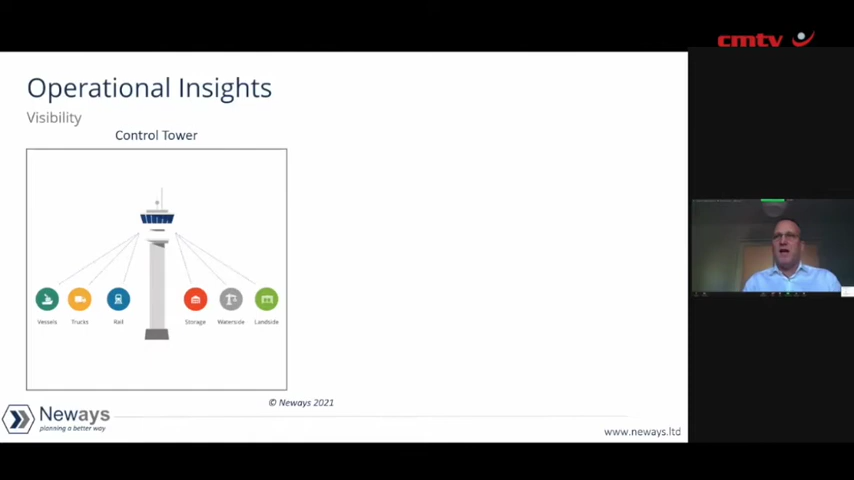 cmtv
Operational Insights
Visibility
Control Tower
Vessels Trucks Rail Storage Waterside Landside
© Neways 2021
Neways
planning a better way
www.neways.ltd